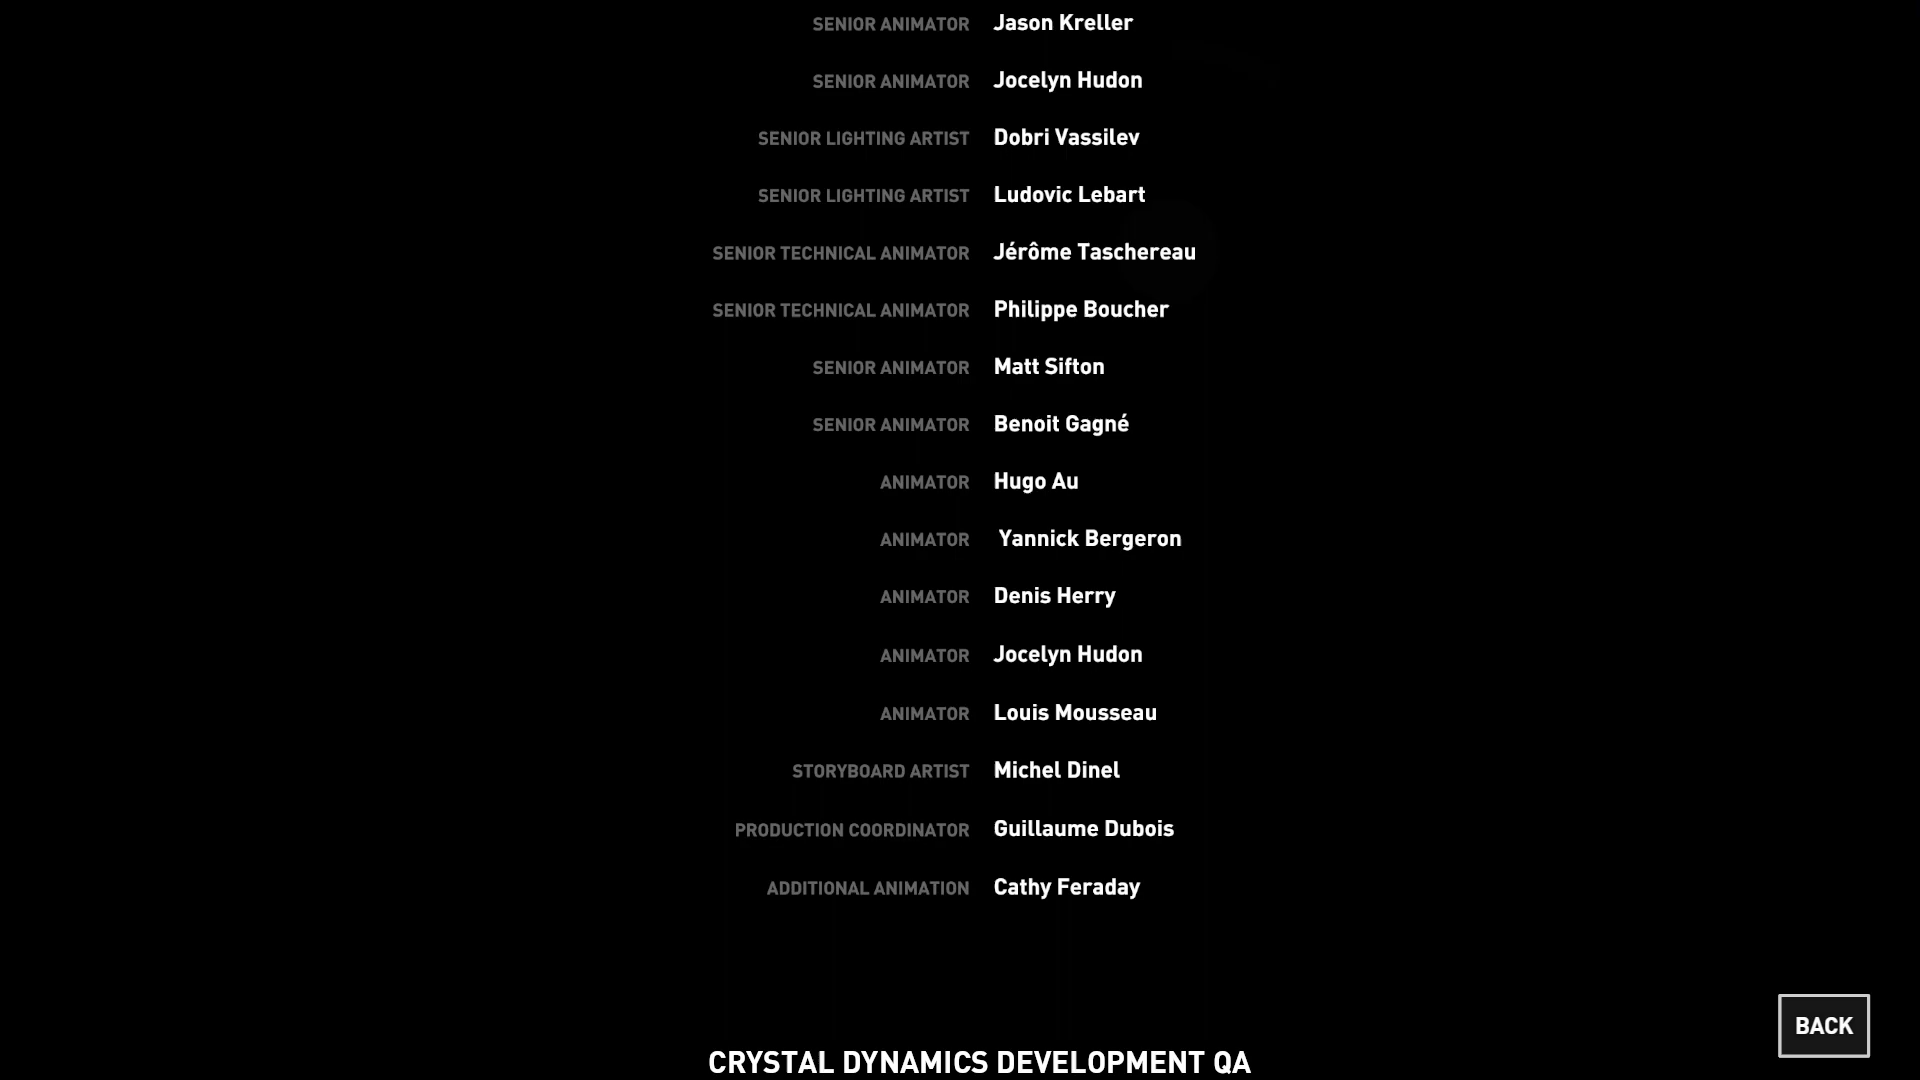 SENIOR ANIMATOR Jason Kreller
SENIOR ANIMATOR Jocelyn Hudon
SENIOR LIGHTING ARTIST Dobri Vassilev
SENIOR LIGHTING ARTIST Ludovic Lebart
SENIOR TECHNICAL ANIMATOR Jérôme Taschereau
SENIOR TECHNICAL ANIMATOR Philippe Boucher
SENIOR ANIMATOR Matt Sifton
SENIOR ANIMATOR Benoit Gagné
ANIMATOR Hugo Au
ANIMATOR Yannick Bergeron
ANIMATOR Denis Herry
ANIMATOR Jocelyn Hudon
ANIMATOR Louis Mousseau
STORYBOARD ARTIST Michel Dinel
PRODUCTION COORDINATOR Guillaume Dubois
ADDITIONAL ANIMATION Cathy Feraday
BACK
CRYSTAL DYNAMICS DEVELOPMENT QA